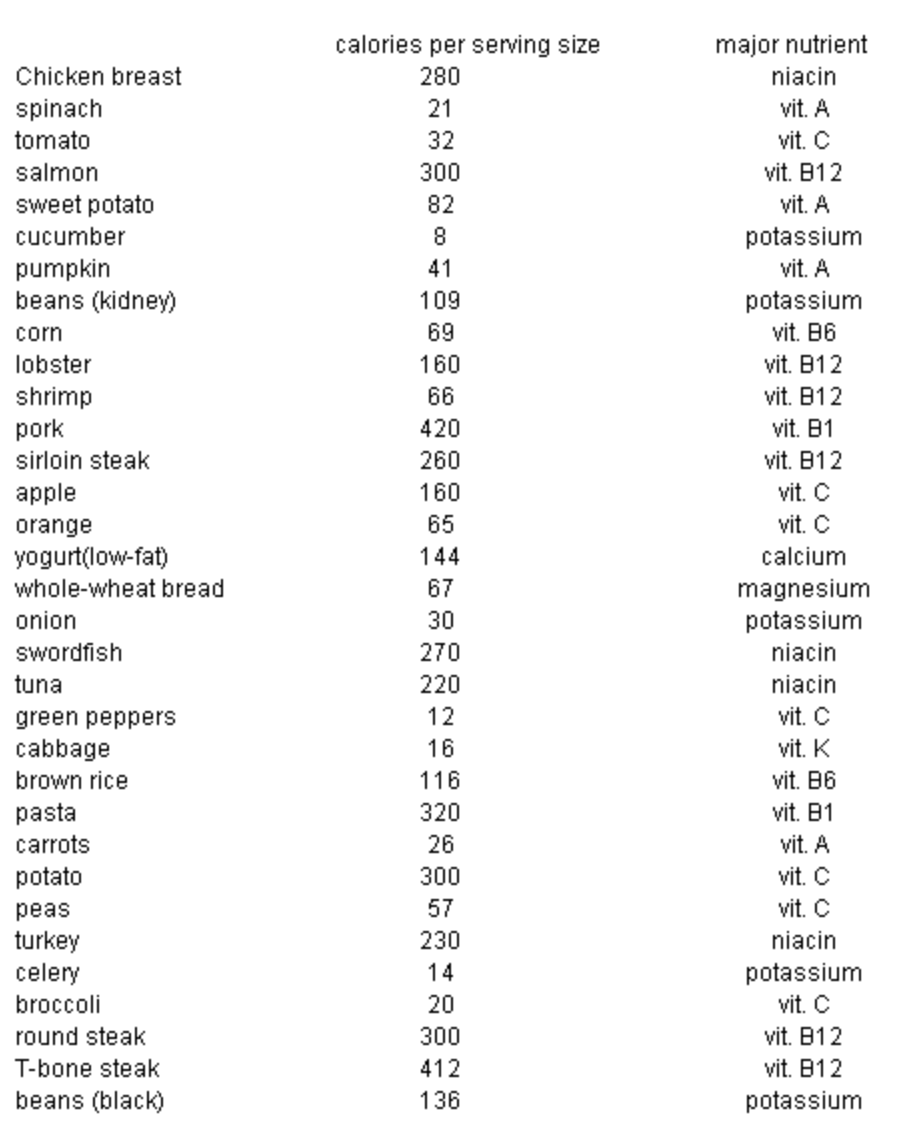 calories per serving size major nutrient
Chicken breast 280 niacin
spinach 21 vit. A
tomato 32 vit. C
salmon 300 vit. B12
sweet potato 82 vit. A
cucumber 8 potassium
pumpkin 41 vit. A
beans (kidney) 109 potassium
corn 69 vit. B6
lobster 160 vit. B12
shrimp 66 vit. B12
pork 420 vit. B1
sirloin steak 260 vit. B12
apple 160 vit. C
orange 65 vit. C
yogurt(low-fat) 144 calcium
whole-wheat bread 67 magnesium
onion 30 potassium
swordfish 270 niacin
tuna 220 niacin
green peppers 12 vit. C
cabbage 16 vit. K
brown rice 116 vit. B6
pasta 320 vit. B1
carrots 26 vit. A
potato 300 vit. C
peas 57 vit. C
turkey 230 niacin
celery 14 potassium
broccoli 20 vit. C
round steak 300 vit. B12
T-bone steak 412 vit. B12
beans (black) 136 potassium